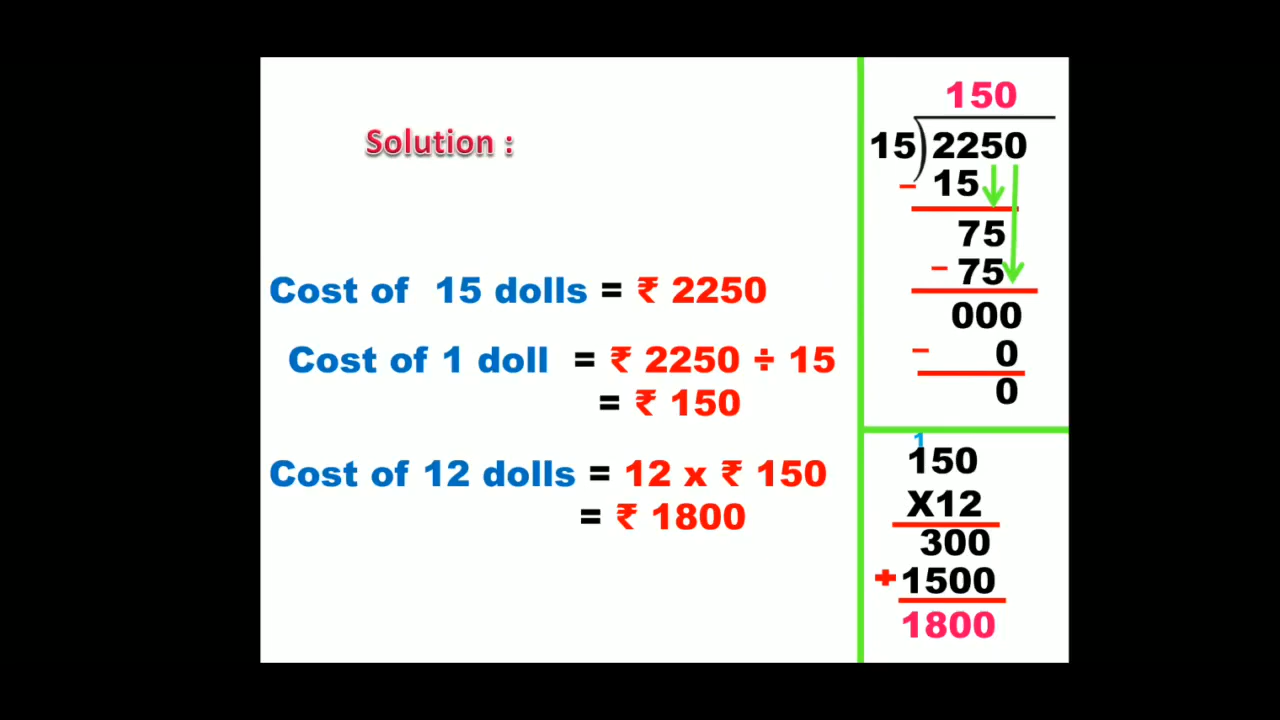 Solution :
Cost of 15 dolls = ₹ 2250
Cost of 1 doll = ₹ 2250 ÷ 15
= ₹ 150
Cost of 12 dolls = 12 x ₹ 150
= ₹ 1800
150
15)2250
- 15
75
- 75
000
- 0
0
1
150
X12
300
+1500
1800